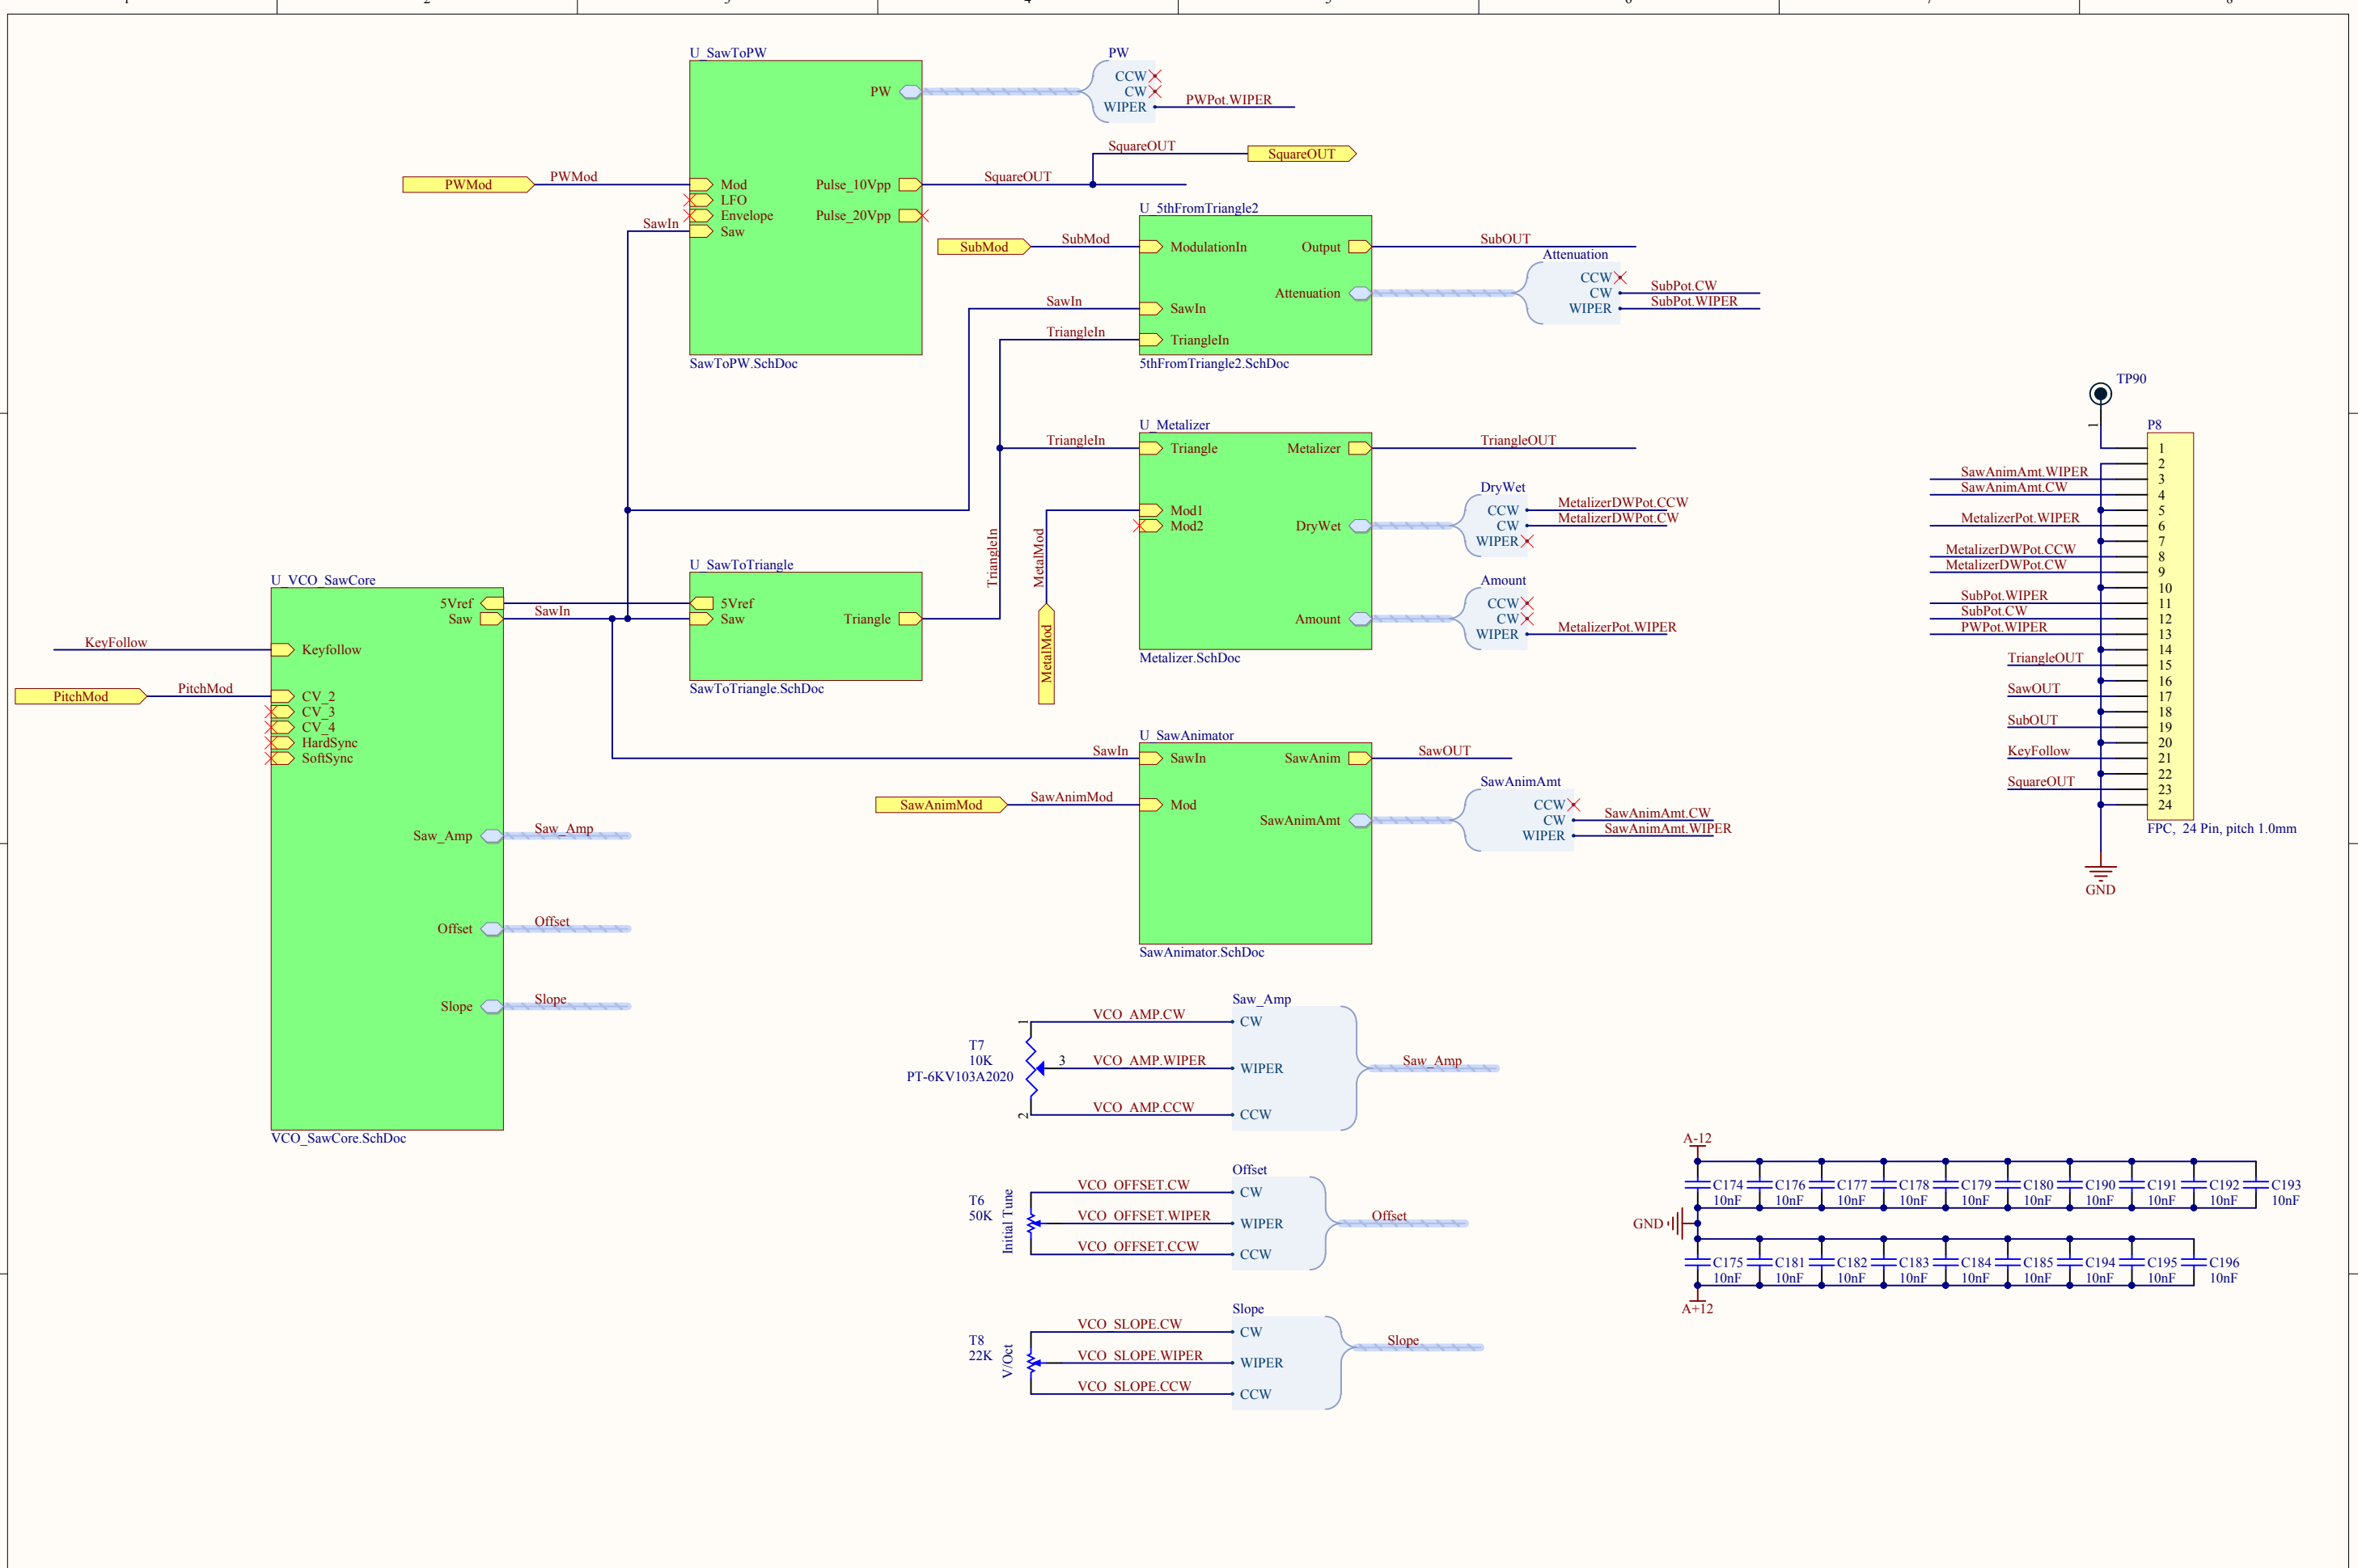 2
4
U_SawToPW
PW
Mod
LFO
Envelope
Saw
Pulse_10Vpp
Pulse_20Vpp
SawToPW.SchDoc
PWMod
PWMod
SawIn
PW
CCW
CW
WIPER
PWPot.WIPER
SquareOUT
SquareOUT
SquareOUT
U_5thFromTriangle2
ModulationIn
SawIn
TriangleIn
Output
Attenuation
5thFromTriangle2.SchDoc
SubMod
SubMod
SawIn
TriangleIn
SubOUT
Attenuation
CCW
CW
WIPER
SubPot.CW
SubPot.WIPER
U_Metalizer
Triangle
Mod1
Mod2
Metalizer
DryWet
Amount
Metalizer.SchDoc
TriangleIn
TriangleIn
MetalMod
MetalMod
TriangleOUT
DryWet
CCW
CW
WIPER
MetalizerDWPot.CCW
MetalizerDWPot.CW
Amount
CCW
CW
WIPER
MetalizerPot.WIPER
U_SawToTriangle
5Vref
Saw
Triangle
SawToTriangle.SchDoc
U_VCO_SawCore
5Vref
Saw
Keyfollow
CV_2
CV_3
CV_4
HardSync
SoftSync
Saw_Amp
Offset
Slope
VCO_SawCore.SchDoc
KeyFollow
PitchMod
PitchMod
SawIn
Saw_Amp
Offset
Slope
U_SawAnimator
SawIn
Mod
SawAnim
SawAnimAmt
SawAnimator.SchDoc
SawIn
SawAnimMod
SawAnimMod
SawOUT
SawAnimAmt
CCW
CW
WIPER
SawAnimAmt.CW
SawAnimAmt.WIPER
TP90
1
P8
1
2
SawAnimAmt.WIPER 3
SawAnimAmt.CW 4
5
MetalizerPot.WIPER 6
7
MetalizerDWPot.CCW 8
MetalizerDWPot.CW 9
10
SubPot.WIPER 11
SubPot.CW 12
PWPot.WIPER 13
14
TriangleOUT 15
16
SawOUT 17
18
SubOUT 19
20
KeyFollow 21
22
SquareOUT 23
24
FPC, 24 Pin, pitch 1.0mm
GND
Saw_Amp
T7
10K
PT-6KV103A2020
1
3
2
VCO_AMP.CW
VCO_AMP.WIPER
VCO_AMP.CCW
CW
WIPER
CCW
Saw_Amp
Offset
T6
50K
Initial Tune
VCO_OFFSET.CW
VCO_OFFSET.WIPER
VCO_OFFSET.CCW
CW
WIPER
CCW
Offset
Slope
T8
22K
V/Oct
VCO_SLOPE.CW
VCO_SLOPE.WIPER
VCO_SLOPE.CCW
CW
WIPER
CCW
Slope
A-12
C174 C176 C177 C178 C179 C180 C190 C191 C192 C193
10nF 10nF 10nF 10nF 10nF 10nF 10nF 10nF 10nF 10nF
GND
C175 C181 C182 C183 C184 C185 C194 C195 C196
10nF 10nF 10nF 10nF 10nF 10nF 10nF 10nF 10nF
A+12